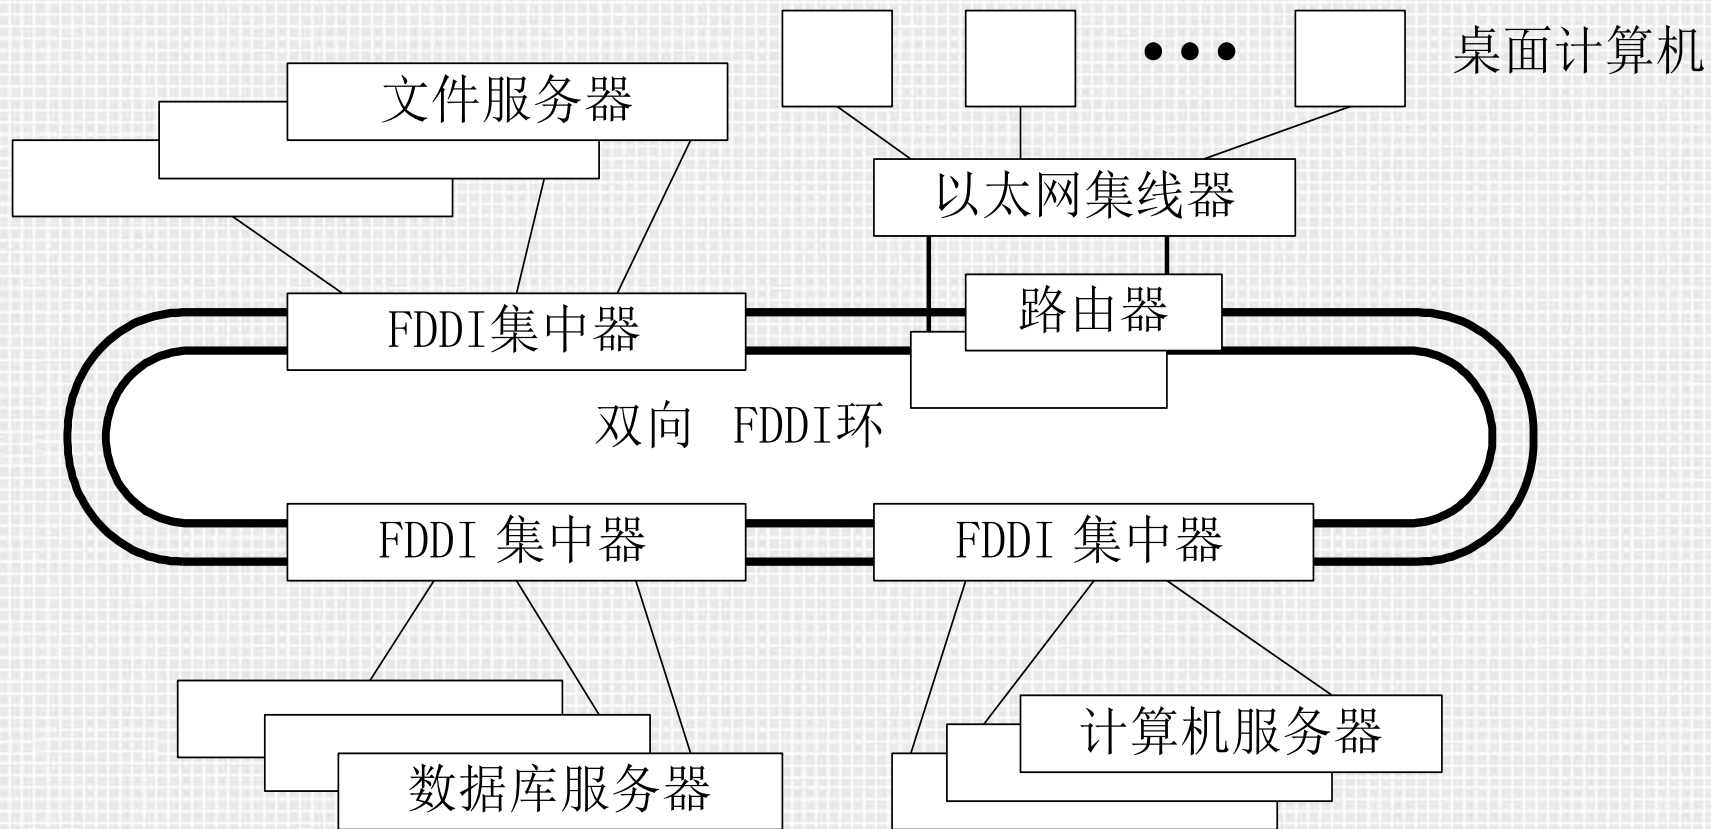 桌面计算机
文件服务器
以太网集线器
路由器
FDDI集中器
双向 FDDI环
FDDI 集中器
FDDI 集中器
计算机服务器
数据库服务器